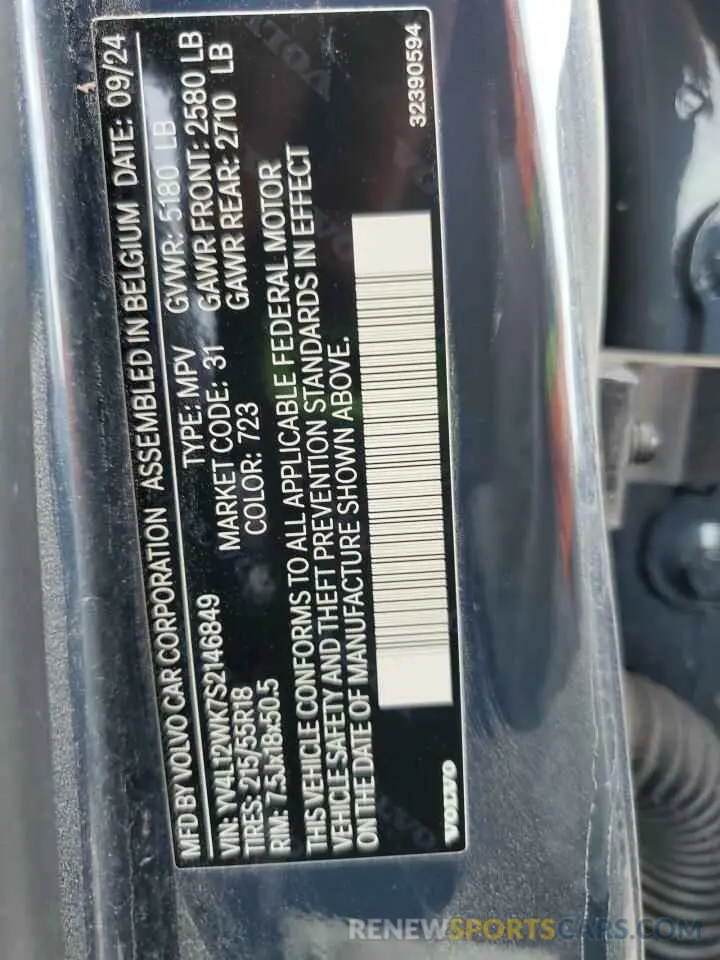 MFD BY VOLVO CAR CORPORATION ASSEMBLED IN BELGIUM DATE: 09/24
VIN: YV4L12WK7S2146849 TYPE: MPV GVWR: 5180 LB
TIRES: 215/55R18 MARKET CODE: 31 GAWR FRONT: 2580 LB
RIM: 7.5Jx18x50.5 COLOR: 723 GAWR REAR: 2710 LB
THIS VEHICLE CONFORMS TO ALL APPLICABLE FEDERAL MOTOR
VEHICLE SAFETY AND THEFT PREVENTION STANDARDS IN EFFECT
ON THE DATE OF MANUFACTURE SHOWN ABOVE.
VOLVO 32390594
RENEWSPORTSCARS.COM